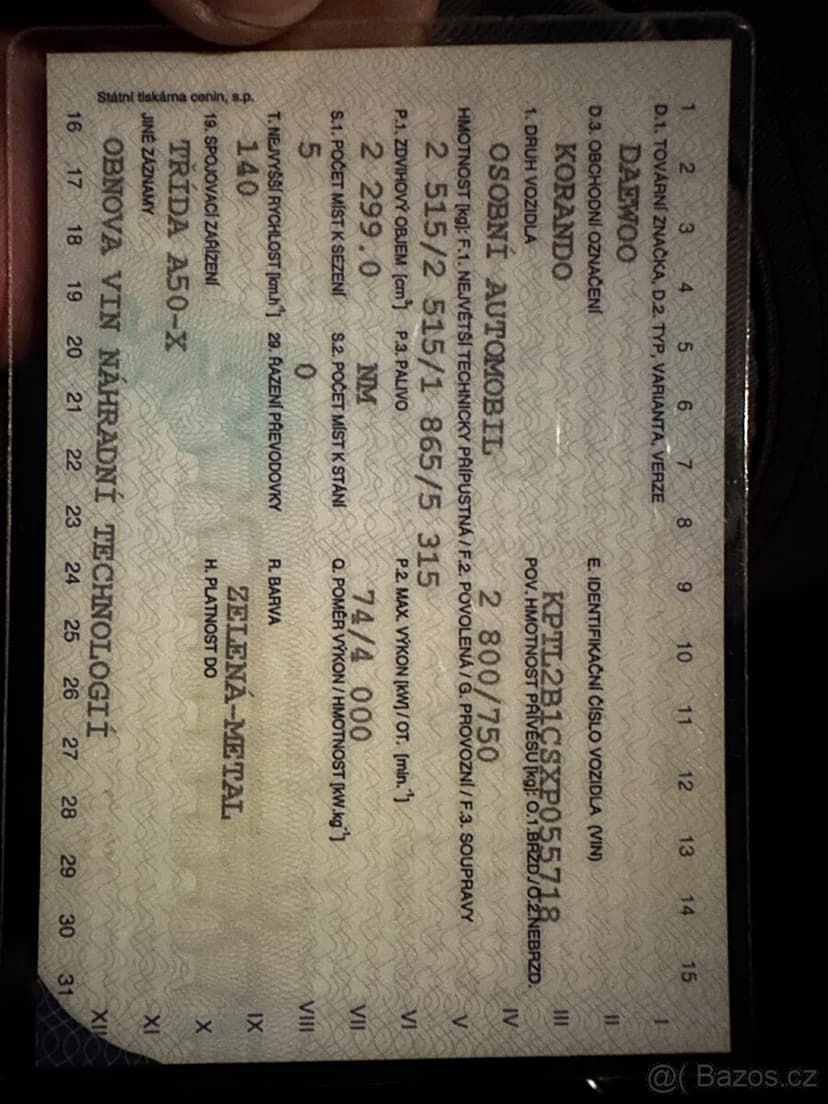 1 2 3 4 5 6 7 8 9 10 11 12 13 14 15
D.1. TOVÁRNÍ ZNAČKA, D.2. TYP, VARIANTA, VERZE I
DAEWOO
D.3. OBCHODNÍ OZNAČENÍ E. IDENTIFIKAČNÍ ČÍSLO VOZIDLA (VIN) II
KORANDO KPTL2B1CSXP055718 III
1. DRUH VOZIDLA POV. HMOTNOST PŘÍVĚSU [kg]: O.1.BRZD./O.2.NEBRZD.
OSOBNÍ AUTOMOBIL 2 800/750 IV
HMOTNOST [kg]: F.1. NEJVĚTŠÍ TECHNICKY PŘÍPUSTNÁ / F.2. POVOLENÁ / G. PROVOZNÍ / F.3. SOUPRAVY V
2 515/2 515/1 865/5 315
P.1. ZDVIHOVÝ OBJEM [cm³] P.3. PALIVO P.2. MAX. VÝKON [kW] / OT. [min.⁻¹] VI
2 299.0 NM 74/4 000 VII
S.1. POČET MÍST K SEZENÍ S.2. POČET MÍST K STÁNÍ Q. POMĚR VÝKON / HMOTNOST [kW.kg⁻¹]
5 0 VIII
T. NEJVYŠŠÍ RYCHLOST [km.h⁻¹] 29. ŘAZENÍ PŘEVODOVKY R. BARVA
140 ZELENÁ-METAL IX
19. SPOJOVACÍ ZAŘÍZENÍ H. PLATNOST DO X
TŘÍDA A50-X
JINÉ ZÁZNAMY XI
OBNOVA VIN NÁHRADNÍ TECHNOLOGIÍ XII
16 17 18 19 20 21 22 23 24 25 26 27 28 29 30 31
Státní tiskárna cenin, s.p.
@( Bazos.cz